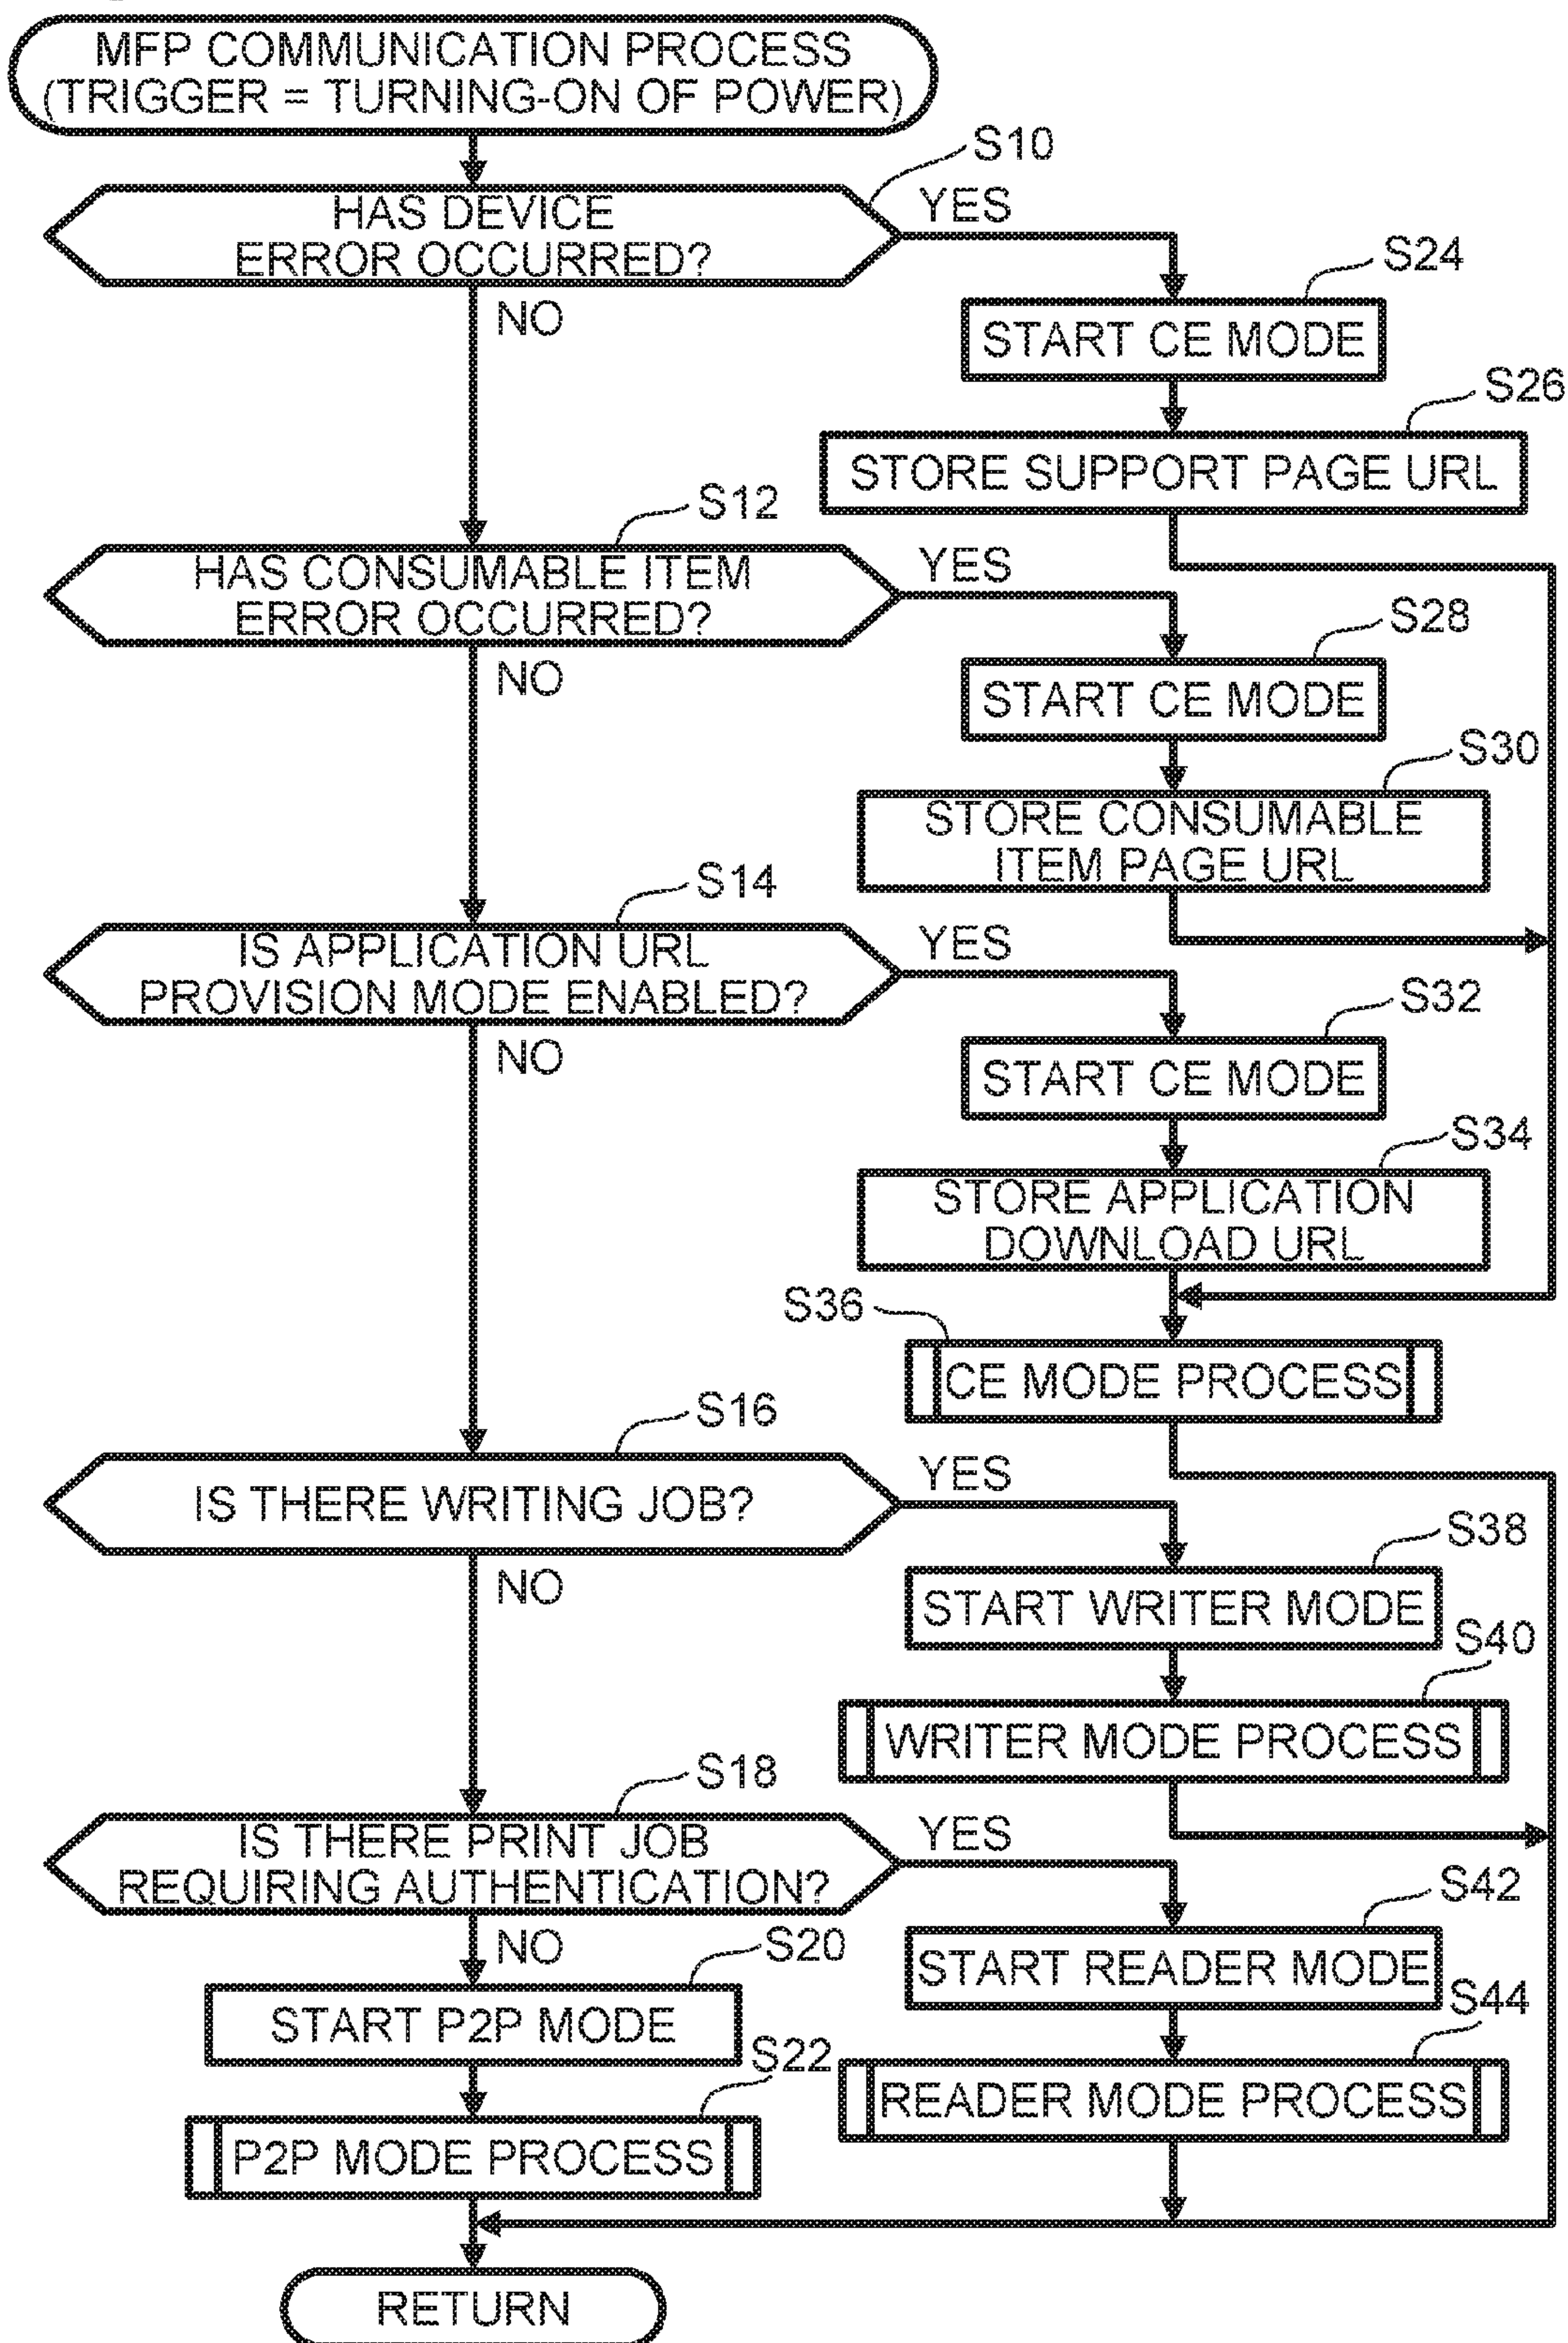 MFP COMMUNICATION PROCESS
(TRIGGER = TURNING-ON OF POWER)
S10
HAS DEVICE
ERROR OCCURRED?
YES
NO
S24
START CE MODE
S26
STORE SUPPORT PAGE URL
S12
HAS CONSUMABLE ITEM
ERROR OCCURRED?
YES
NO
S28
START CE MODE
S30
STORE CONSUMABLE
ITEM PAGE URL
S14
IS APPLICATION URL
PROVISION MODE ENABLED?
YES
NO
S32
START CE MODE
S34
STORE APPLICATION
DOWNLOAD URL
S36
CE MODE PROCESS
S16
IS THERE WRITING JOB?
YES
NO
S38
START WRITER MODE
S40
WRITER MODE PROCESS
S18
IS THERE PRINT JOB
REQUIRING AUTHENTICATION?
YES
NO
S42
START READER MODE
S44
READER MODE PROCESS
S20
START P2P MODE
S22
P2P MODE PROCESS
RETURN